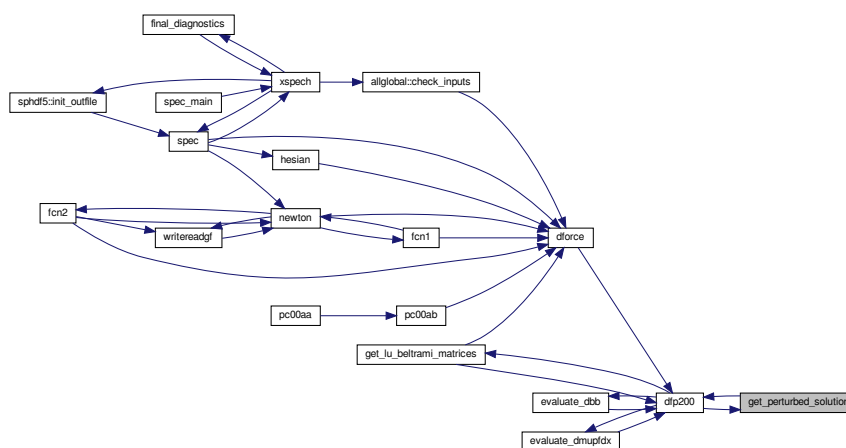 final_diagnostics
xspech
allglobal::check_inputs
sphdf5::init_outfile
spec_main
spec
hesian
fcn2
newton
writereadgf
fcn1
dforce
pc00aa
pc00ab
get_lu_beltrami_matrices
evaluate_dbb
dfp200
get_perturbed_solution
evaluate_dmupfdx